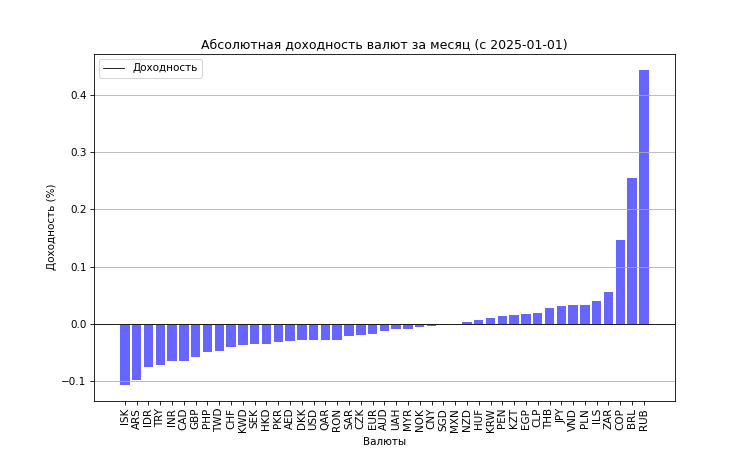 Абсолютная доходность валют за месяц (с 2025-01-01)
Доходность
0.4
0.3
0.2
0.1
0.0
−0.1
Доходность (%)
ISK ARS IDR TRY INR CAD GBP PHP TWD CHF KWD SEK HKD PKR AED DKK USD QAR RON SAR CZK EUR AUD UAH MYR NOK CNY SGD MXN NZD HUF KRW PEN KZT EGP CLP THB JPY VND PLN ILS ZAR COP BRL RUB
Валюты